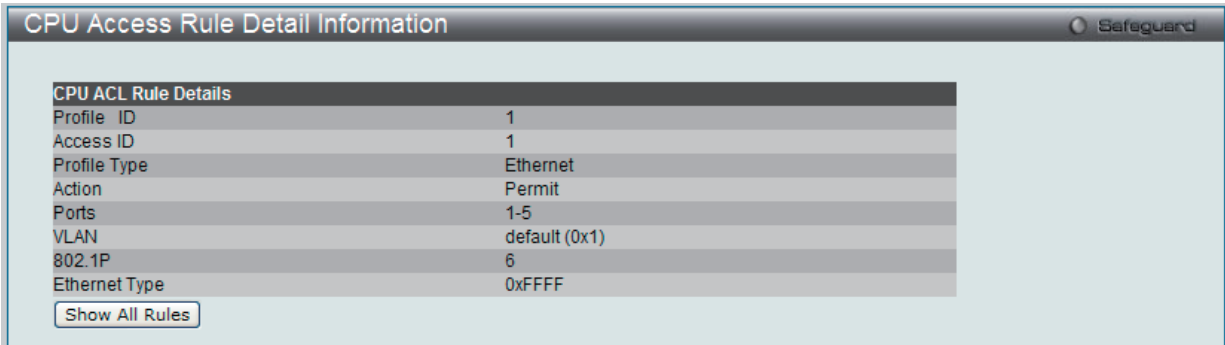 CPU Access Rule Detail Information
Safeguard
CPU ACL Rule Details
Profile ID 1
Access ID 1
Profile Type Ethernet
Action Permit
Ports 1-5
VLAN default (0x1)
802.1P 6
Ethernet Type 0xFFFF
Show All Rules